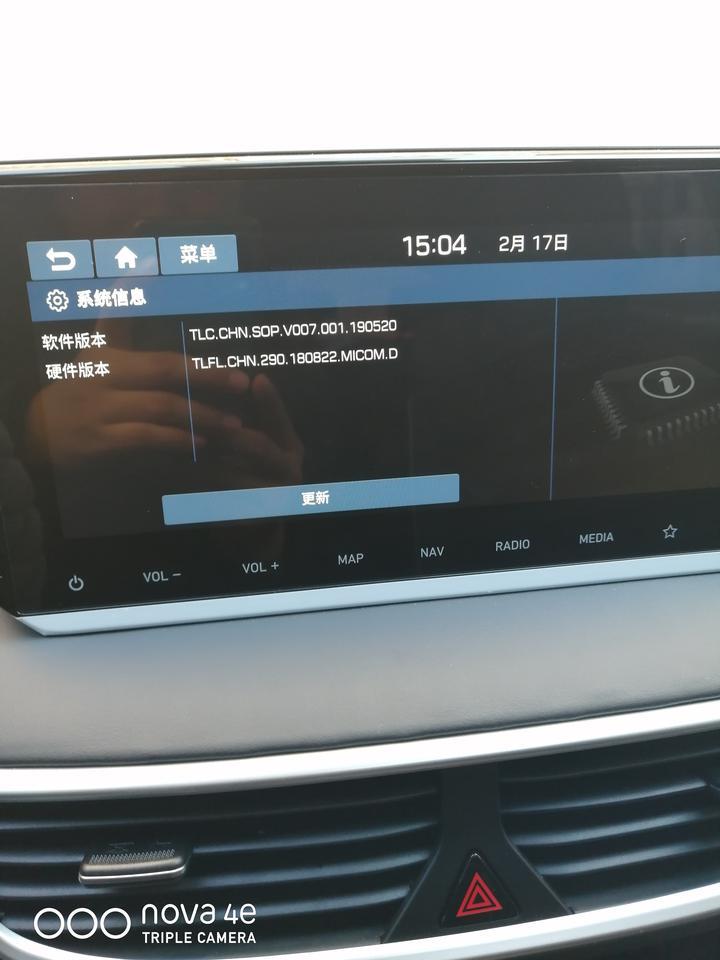 菜单
15:04
2月 17日
系统信息
软件版本
TLC.CHN.SOP.V007.001.190520
硬件版本
TLFL.CHN.290.180822.MICOM.D
i
更新
VOL −
VOL +
MAP
NAV
RADIO
MEDIA
nova 4e
TRIPLE CAMERA